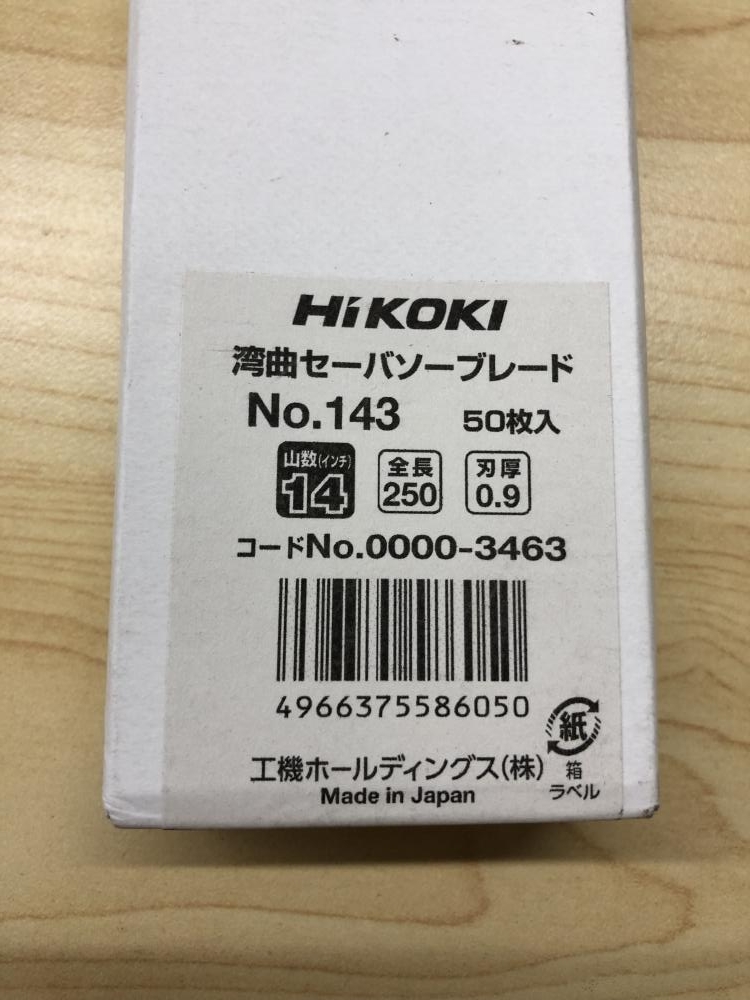 HiKOKI
湾曲セーバソーブレード
No.143 50枚入
山数(インチ) 14
全長 250
刃厚 0.9
コードNo.0000-3463
4966375586050
紙
箱
ラベル
工機ホールディングス(株)
Made in Japan